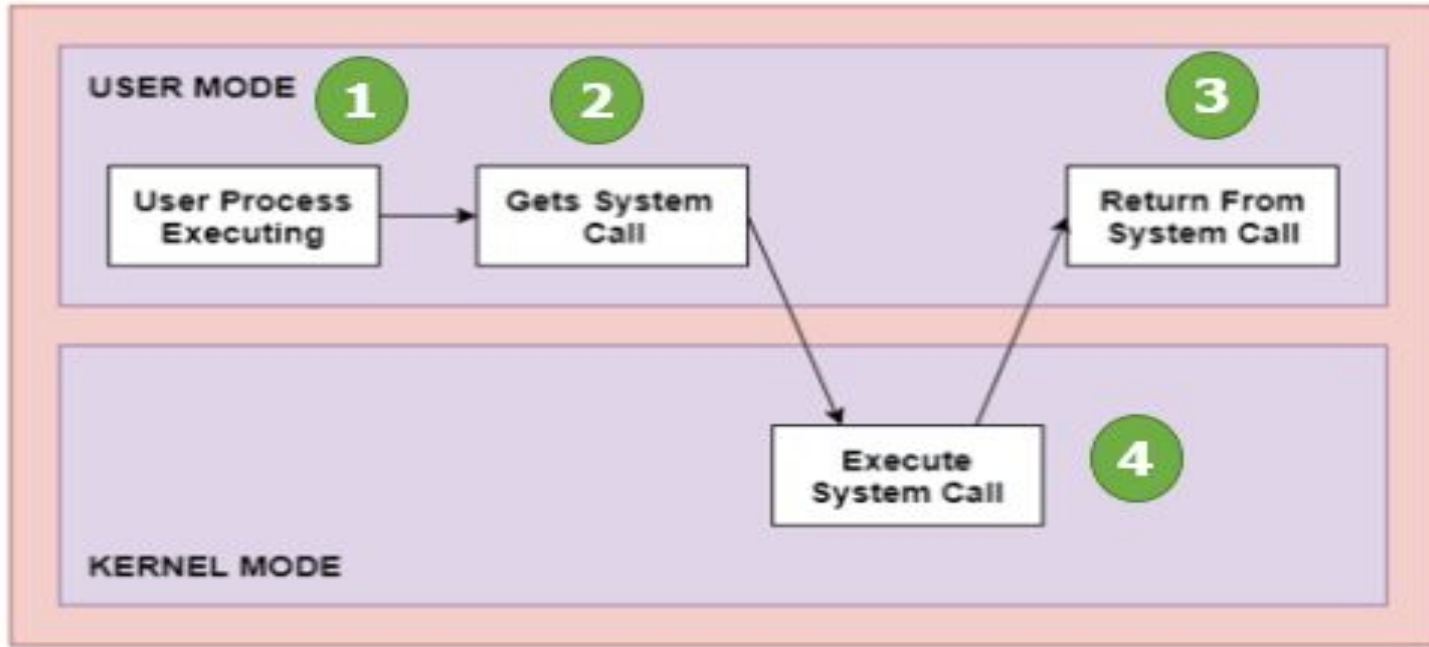 USER MODE
1
2
3
User Process
Executing
Gets System
Call
Return From
System Call
Execute
System Call
4
KERNEL MODE